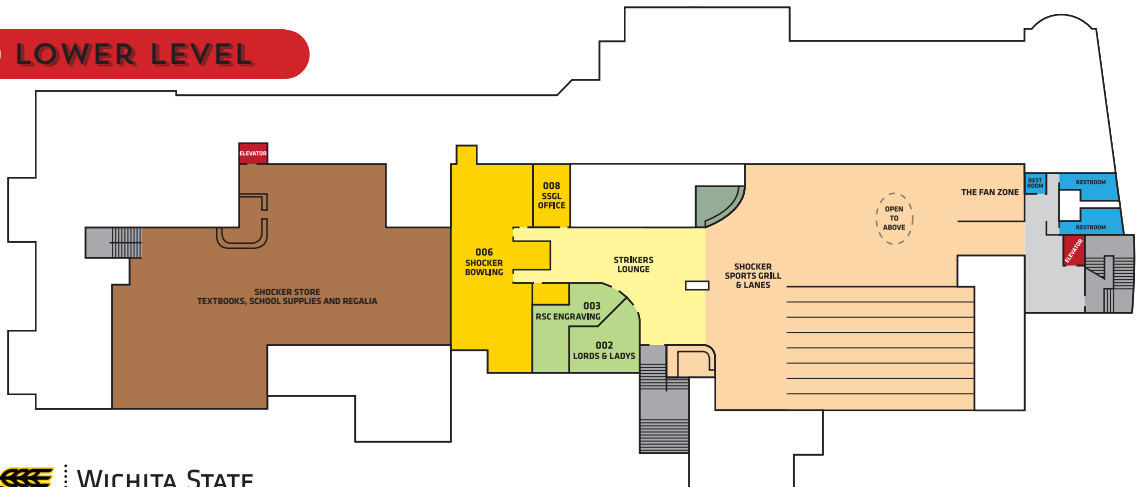 LOWER LEVEL
ELEVATOR
008
SSGL
OFFICE
006
SHOCKER
BOWLING
STRIKERS
LOUNGE
SHOCKER
SPORTS GRILL
& LANES
OPEN
TO
ABOVE
THE FAN ZONE
REST
ROOM
RESTROOM
RESTROOM
ELEVATOR
SHOCKER STORE
TEXTBOOKS, SCHOOL SUPPLIES AND REGALIA
003
RSC ENGRAVING
002
LORDS & LADYS
WICHITA STATE